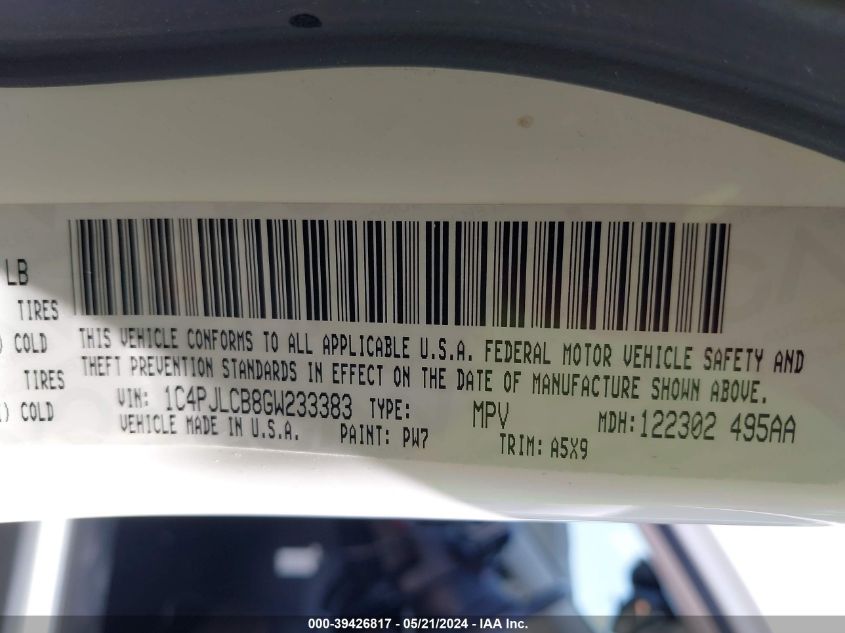 LB
TIRES
) COLD
TIRES
) COLD
THIS VEHICLE CONFORMS TO ALL APPLICABLE U.S.A. FEDERAL MOTOR VEHICLE SAFETY AND
THEFT PREVENTION STANDARDS IN EFFECT ON THE DATE OF MANUFACTURE SHOWN ABOVE.
VIN: 1C4PJLCB8GW233383 TYPE: MPV MDH:122302 495AA
VEHICLE MADE IN U.S.A. PAINT: PW7 TRIM: A5X9
000-39426817 - 05/21/2024 - IAA Inc.